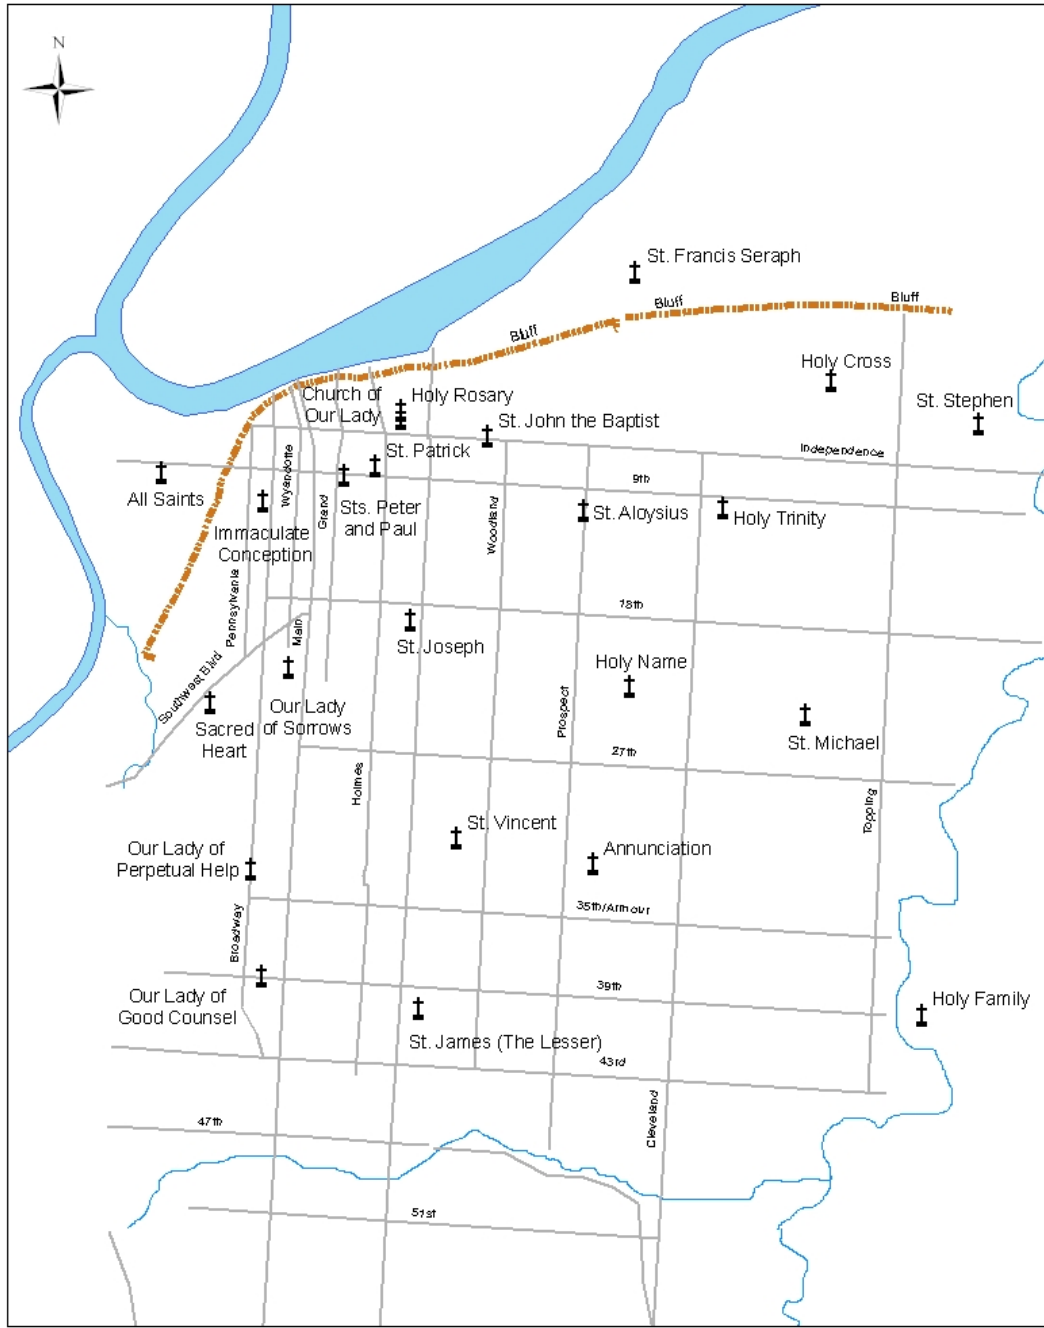 N
St. Francis Seraph
Bluff
Bluff
Bluff
Holy Cross
Church of
Our Lady
Holy Rosary
St. Stephen
St. John the Baptist
St. Patrick
Independence
9th
All Saints
Wyandotte
Grand
Sts. Peter
and Paul
Woodland
St. Aloysius
Holy Trinity
Immaculate
Conception
Pennsylvania
18th
Main
St. Joseph
Holy Name
Southwest Blvd
Our Lady
of Sorrows
Prospect
Sacred
Heart
St. Michael
27th
Holmes
Topping
St. Vincent
Annunciation
Our Lady of
Perpetual Help
35th/Armour
Broadway
39th
Our Lady of
Good Counsel
Holy Family
St. James (The Lesser)
43rd
Cleveland
47th
51st